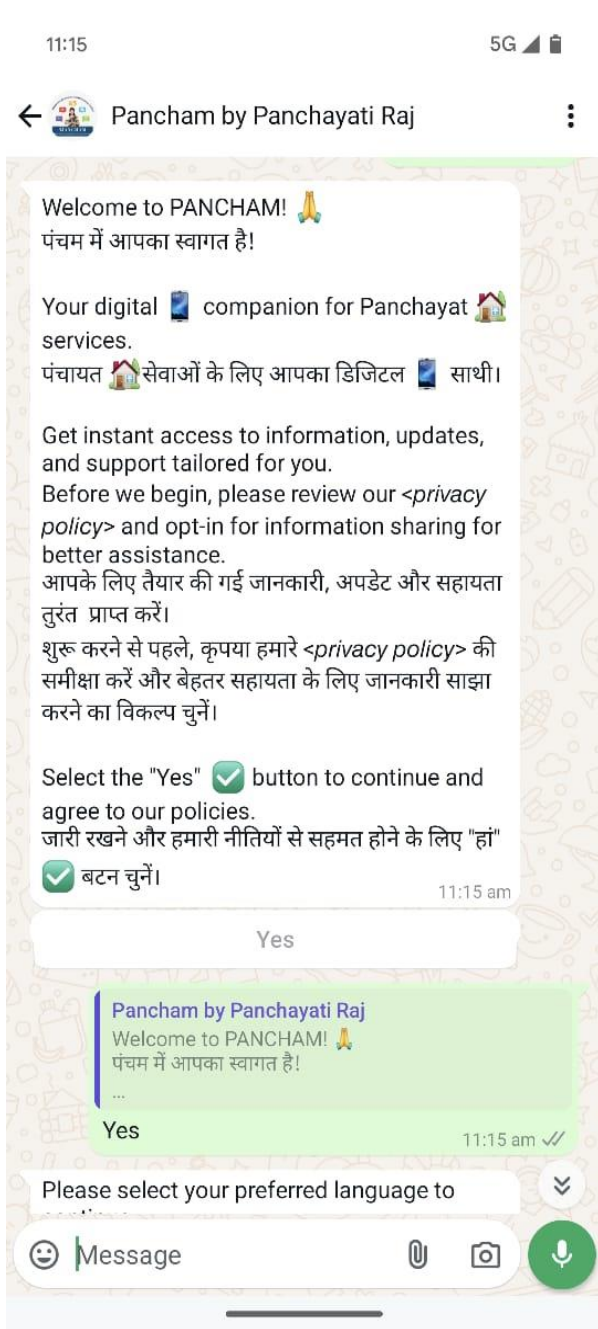 11:15
5G
Pancham by Panchayati Raj
Welcome to PANCHAM! 🙏
पंचम में आपका स्वागत है!
Your digital 📱 companion for Panchayat 🏡
services.
पंचायत 🏡सेवाओं के लिए आपका डिजिटल 📱 साथी।
Get instant access to information, updates,
and support tailored for you.
Before we begin, please review our <privacy
policy> and opt-in for information sharing for
better assistance.
आपके लिए तैयार की गई जानकारी, अपडेट और सहायता
तुरंत प्राप्त करें।
शुरू करने से पहले, कृपया हमारे <privacy policy> की
समीक्षा करें और बेहतर सहायता के लिए जानकारी साझा
करने का विकल्प चुनें।
Select the "Yes" ✅ button to continue and
agree to our policies.
जारी रखने और हमारी नीतियों से सहमत होने के लिए "हां"
✅ बटन चुनें।
11:15 am
Yes
Pancham by Panchayati Raj
Welcome to PANCHAM! 🙏
पंचम में आपका स्वागत है!
...
Yes
11:15 am
Please select your preferred language to
Message